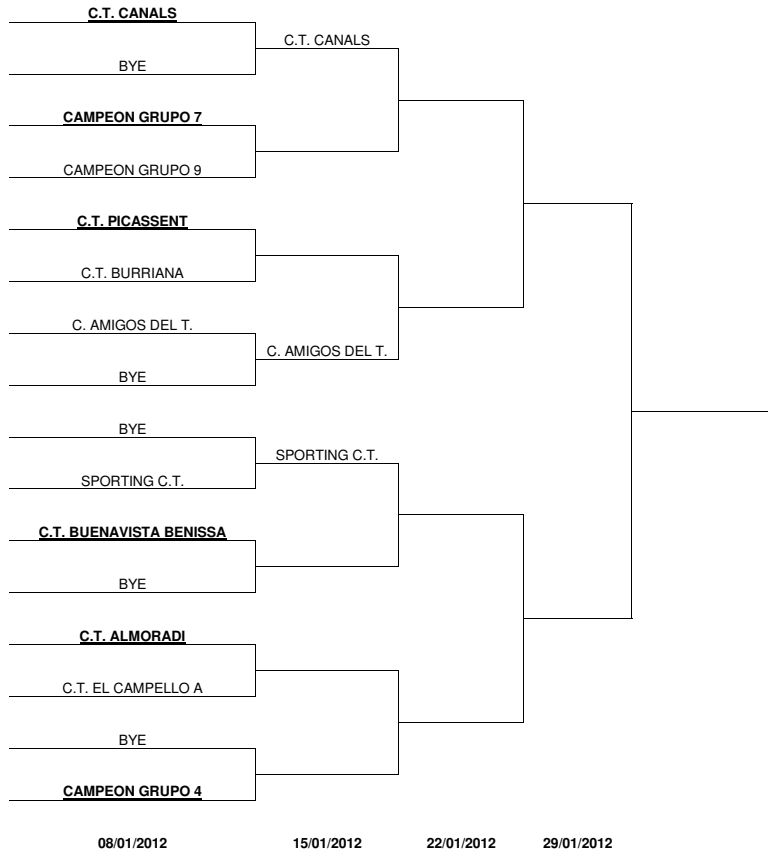 C.T. CANALS
C.T. CANALS
BYE
CAMPEON GRUPO 7
CAMPEON GRUPO 9
C.T. PICASSENT
C.T. BURRIANA
C. AMIGOS DEL T.
C. AMIGOS DEL T.
BYE
BYE
SPORTING C.T.
SPORTING C.T.
C.T. BUENAVISTA BENISSA
BYE
C.T. ALMORADI
C.T. EL CAMPELLO A
BYE
CAMPEON GRUPO 4
08/01/2012 15/01/2012 22/01/2012 29/01/2012